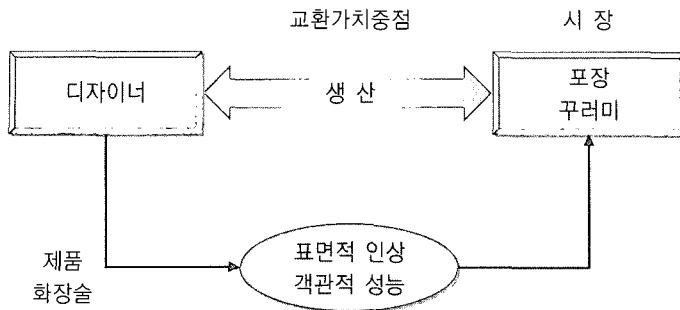 교환가치중점
시 장
디자이너
생 산
포장
꾸러미
제품
화장술
표면적 인상
객관적 성능